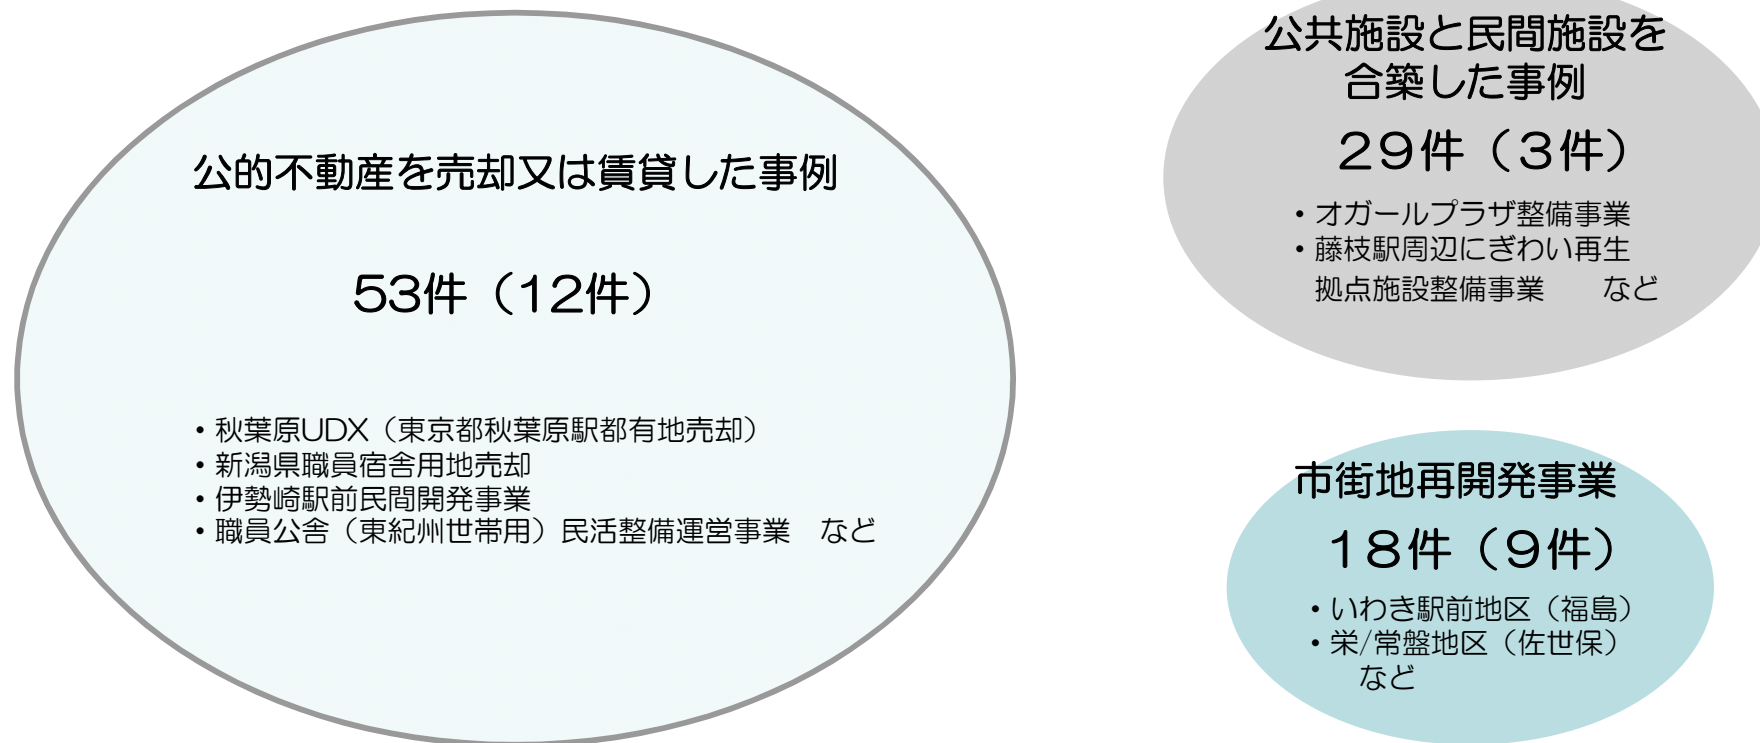 公的不動産を売却又は賃貸した事例
53件（12件）
・秋葉原UDX（東京都秋葉原駅都有地売却）
・新潟県職員宿舎用地売却
・伊勢崎駅前民間開発事業
・職員公舎（東紀州世帯用）民活整備運営事業　など
公共施設と民間施設を
合築した事例
29件（3件）
・オガールプラザ整備事業
・藤枝駅周辺にぎわい再生
拠点施設整備事業　　など
市街地再開発事業
18件（9件）
・いわき駅前地区（福島）
・栄/常盤地区（佐世保）
など